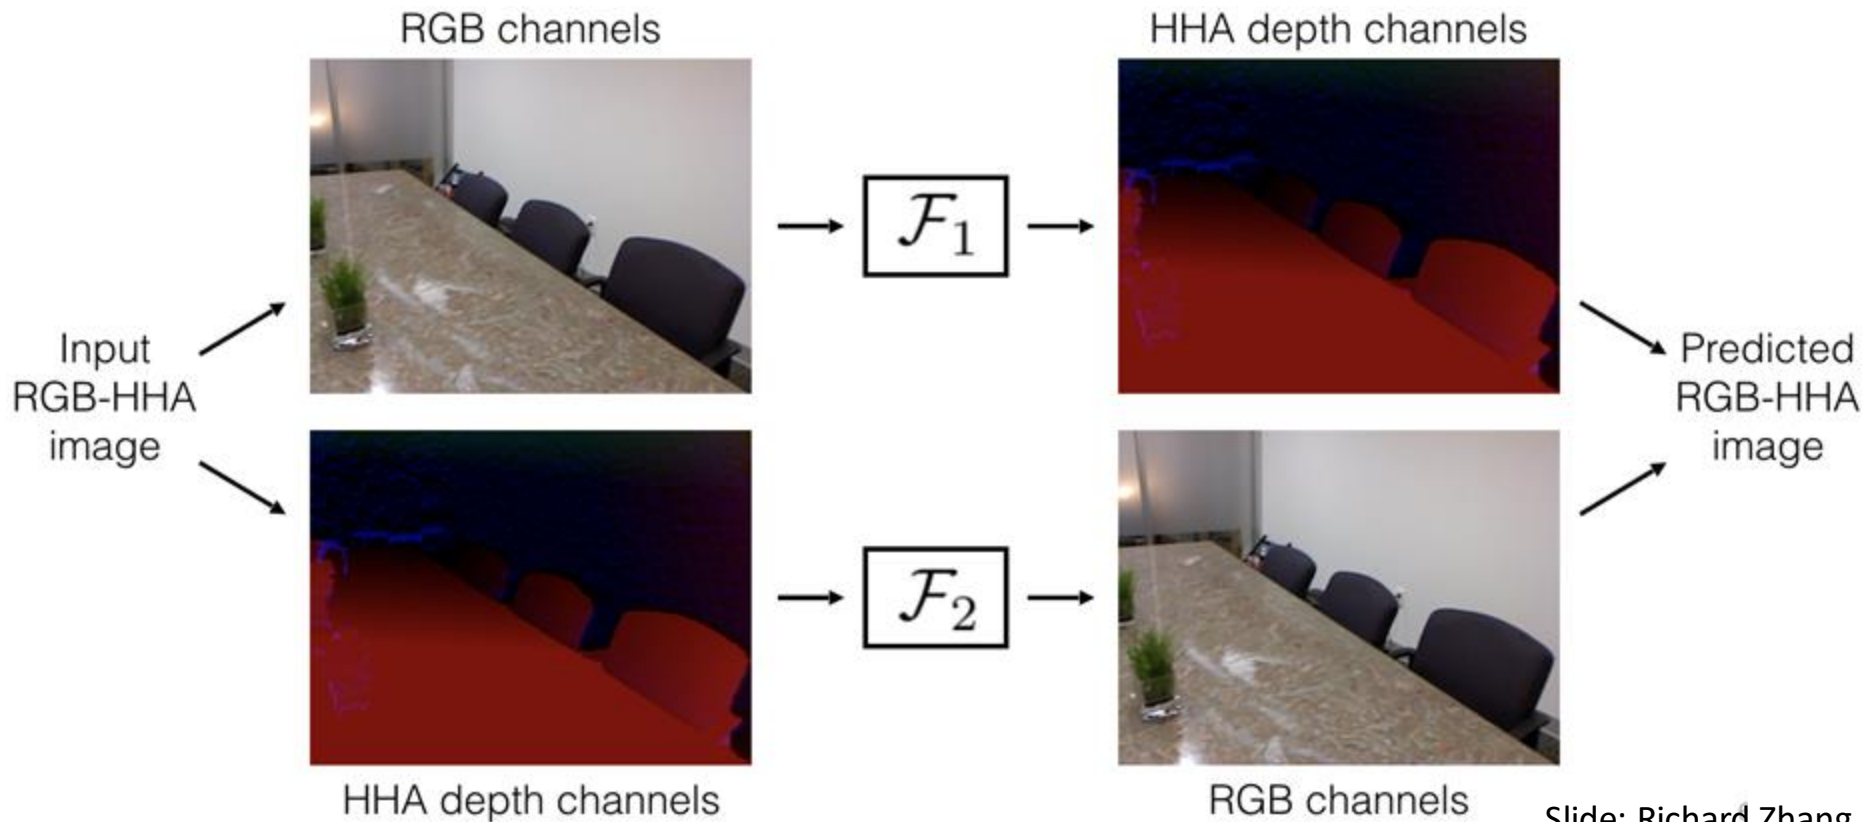 RGB channels
HHA depth channels
Input
RGB-HHA
image
F1
F2
Predicted
RGB-HHA
image
HHA depth channels
RGB channels
Slide: Richard Zhang